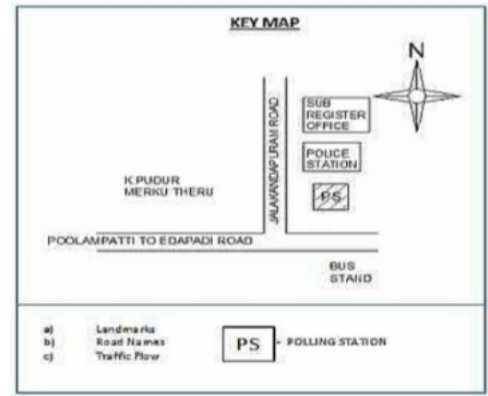 KEY MAP
N
SUB
REGISTER
OFFICE
JALAKANDAPURAM ROAD
POLICE
STATION
K.PUDUR
MERKU THERU
PS
POOLAMPATTI TO EDAPADI ROAD
BUS
STAND
a) Landmarks
b) Road Names
c) Traffic Flow
PS - POLLING STATION